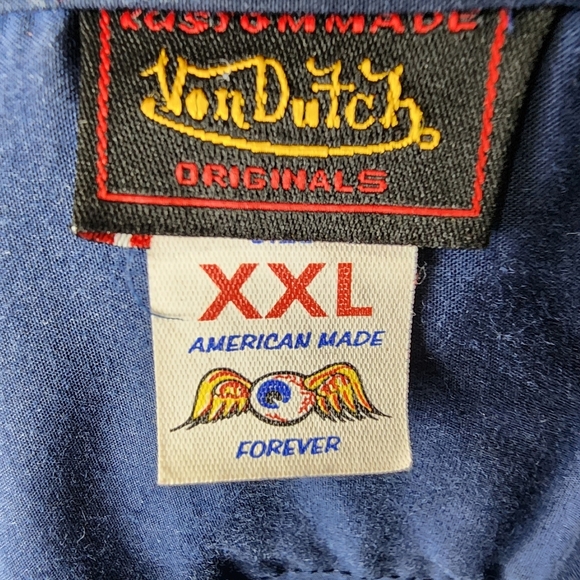 KUSTOMMADE
Von Dutch
ORIGINALS
XXL
AMERICAN MADE
FOREVER